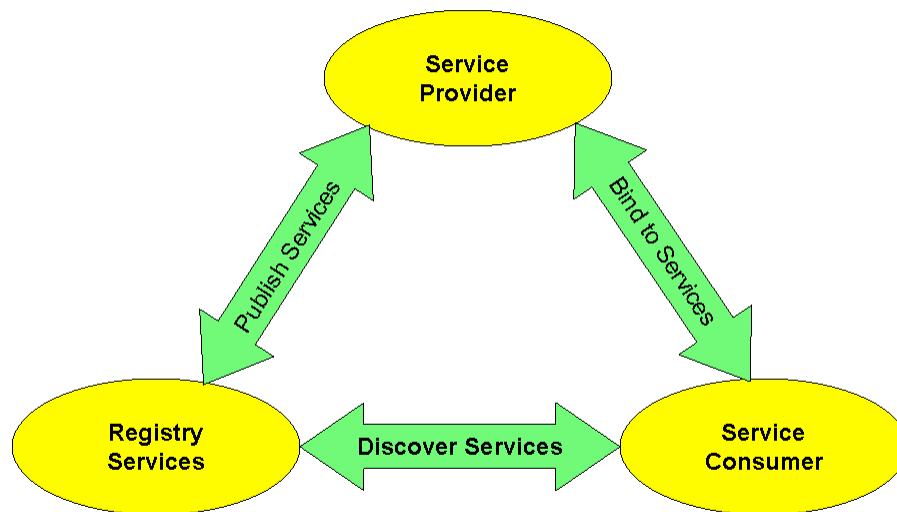 Service
Provider
Publish Services
Bind to Services
Registry
Services
Discover Services
Service
Consumer